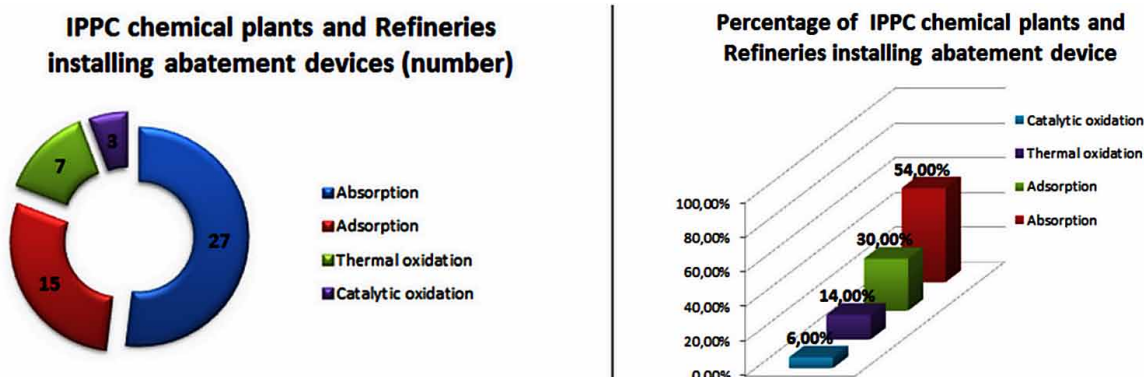 IPPC chemical plants and Refineries
installing abatement devices (number)
3
7
27
15
Absorption
Adsorption
Thermal oxidation
Catalytic oxidation
Percentage of IPPC chemical plants and
Refineries installing abatement device
Catalytic oxidation
Thermal oxidation
Adsorption
Absorption
54,00%
30,00%
14,00%
6,00%
100,00%
80,00%
60,00%
40,00%
20,00%
0,00%